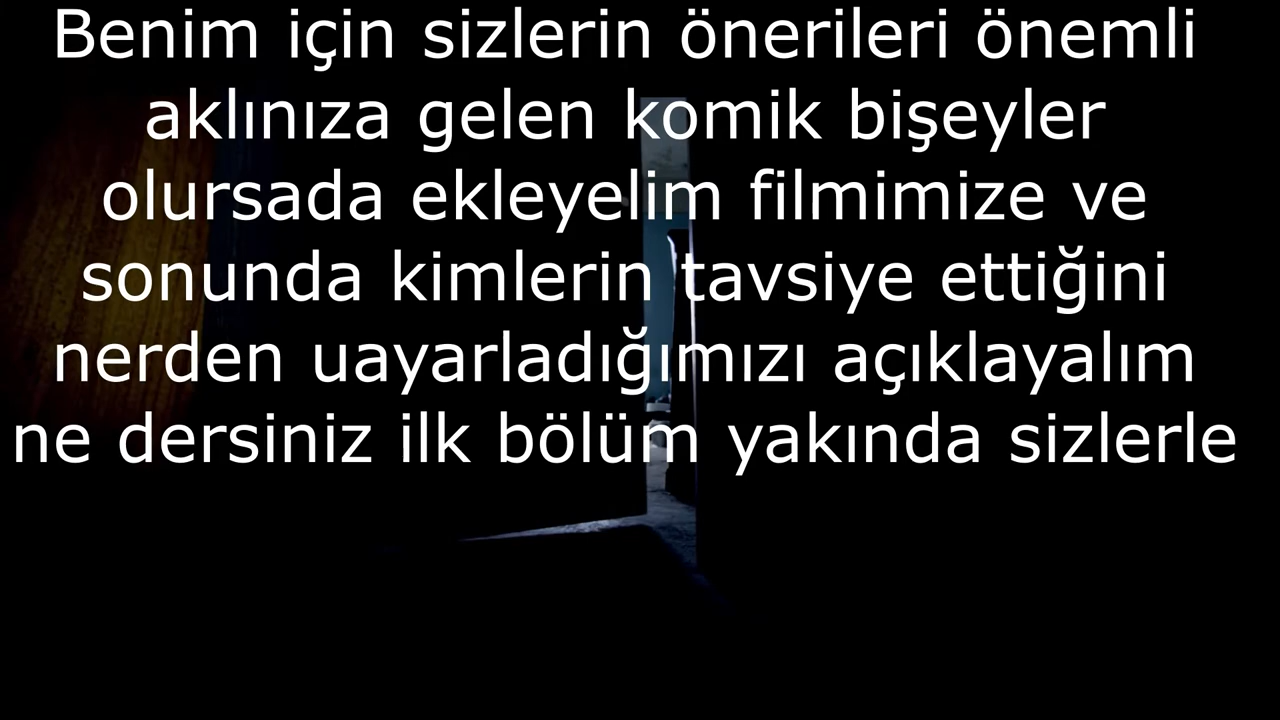 Benim için sizlerin önerileri önemli
aklınıza gelen komik bişeyler
olursada ekleyelim filmimize ve
sonunda kimlerin tavsiye ettiğini
nerden uayarladığımızı açıklayalım
ne dersiniz ilk bölüm yakında sizlerle